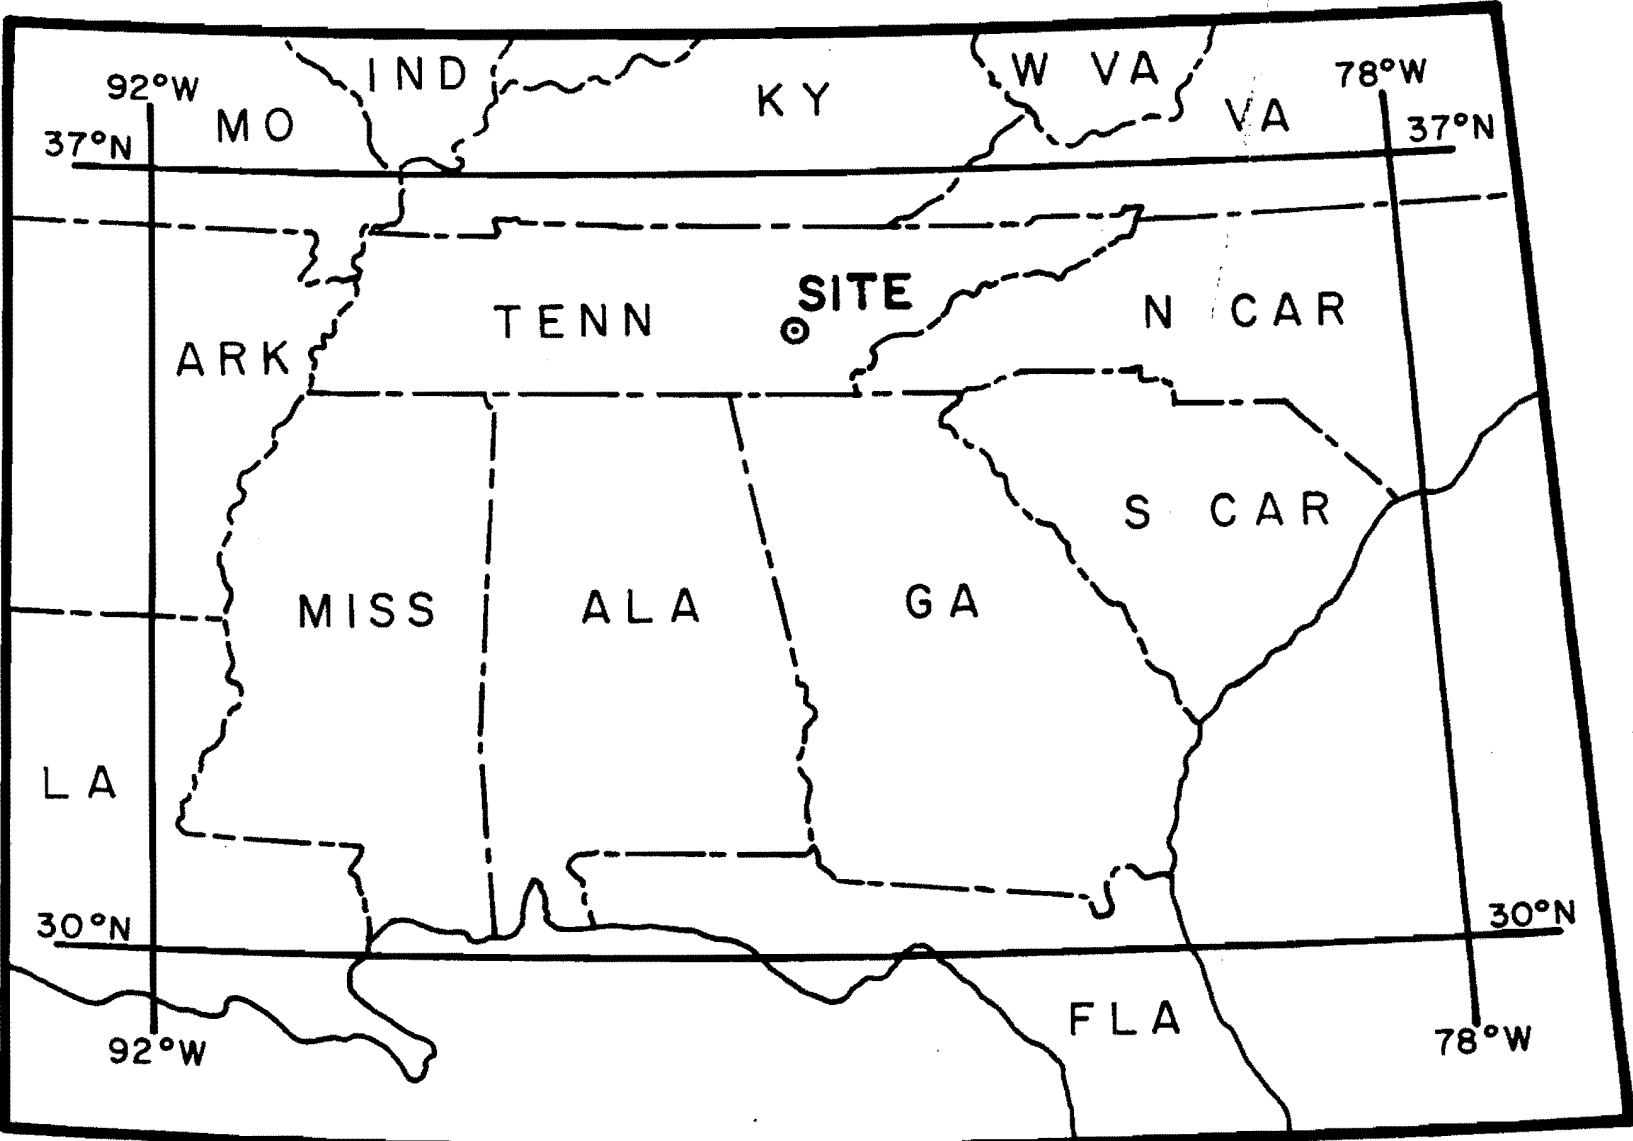 IND
W VA
92°W
78°W
KY
MO
VA
37°N
37°N
SITE
TENN
N CAR
ARK
S CAR
MISS
ALA
GA
LA
30°N
30°N
FLA
92°W
78°W